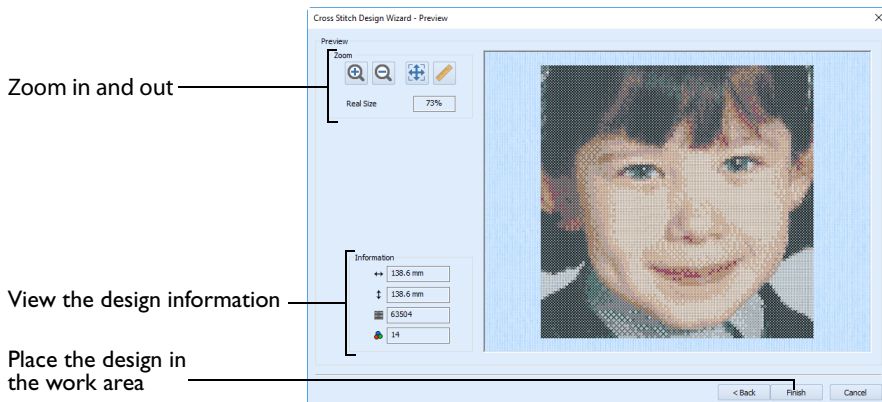 Cross Stitch Design Wizard - Preview
Preview
Zoom
Zoom in and out
Real Size 73%
Information
138.6 mm
138.6 mm
View the design information
63504
14
Place the design in
the work area
< Back Finish Cancel